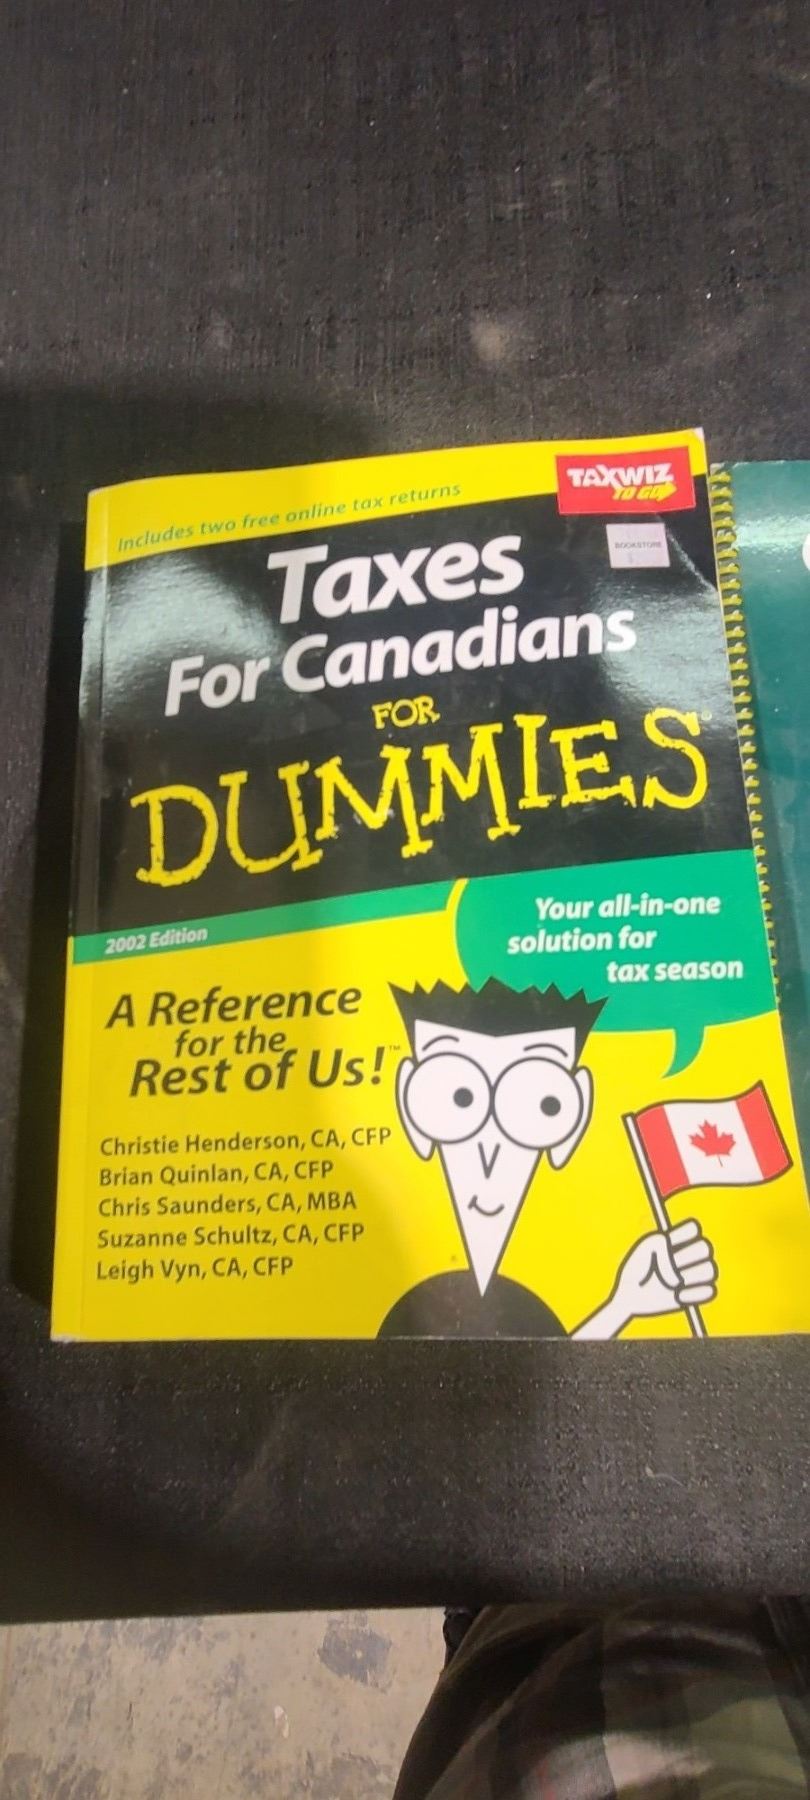 Includes two free online tax returns
TAXWIZ
TO GO
BOOKSTORE
Taxes
For Canadians
FOR
DUMMIES®
2002 Edition
Your all-in-one
solution for
tax season
A Reference
for the
Rest of Us!™
Christie Henderson, CA, CFP
Brian Quinlan, CA, CFP
Chris Saunders, CA, MBA
Suzanne Schultz, CA, CFP
Leigh Vyn, CA, CFP